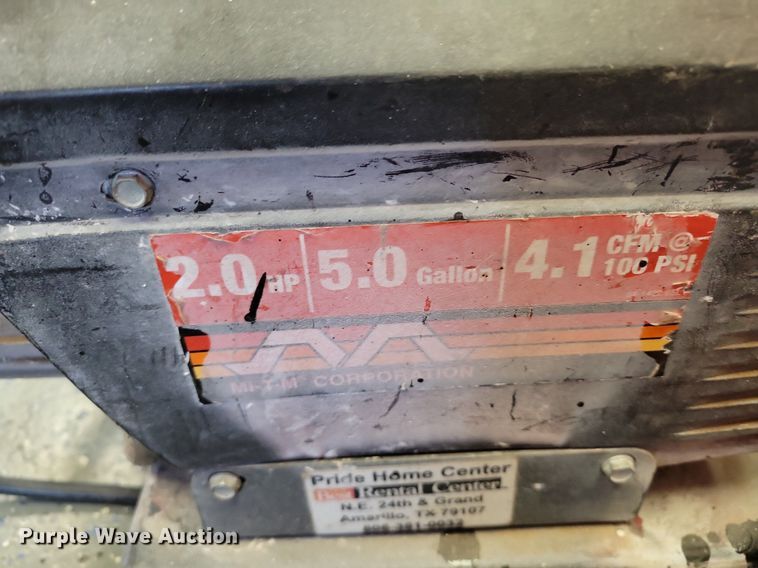 2.0 HP 5.0 Gallon 4.1 CFM @
100 PSI
MI-T-M CORPORATION
Pride Home Center
Rental Center
N.E. 24th & Grand
Amarillo, TX 79107
Purple Wave Auction